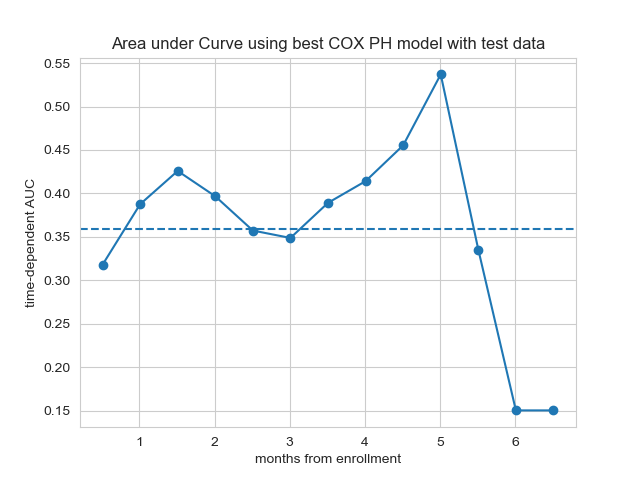 Area under Curve using best COX PH model with test data
0.55
0.50
0.45
0.40
0.35
0.30
0.25
0.20
0.15
time-dependent AUC
1 2 3 4 5 6
months from enrollment